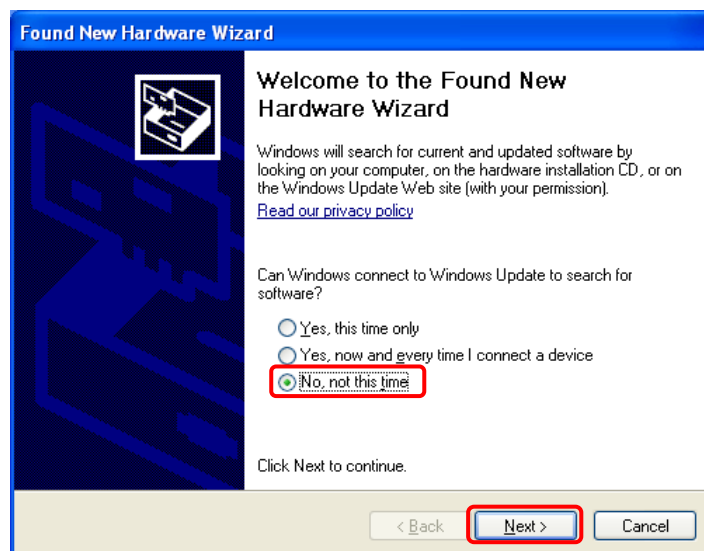 Found New Hardware Wizard
Welcome to the Found New
Hardware Wizard
Windows will search for current and updated software by
looking on your computer, on the hardware installation CD, or on
the Windows Update Web site (with your permission).
Read our privacy policy
Can Windows connect to Windows Update to search for
software?
Yes, this time only
Yes, now and every time I connect a device
No, not this time
Click Next to continue.
< Back Next > Cancel